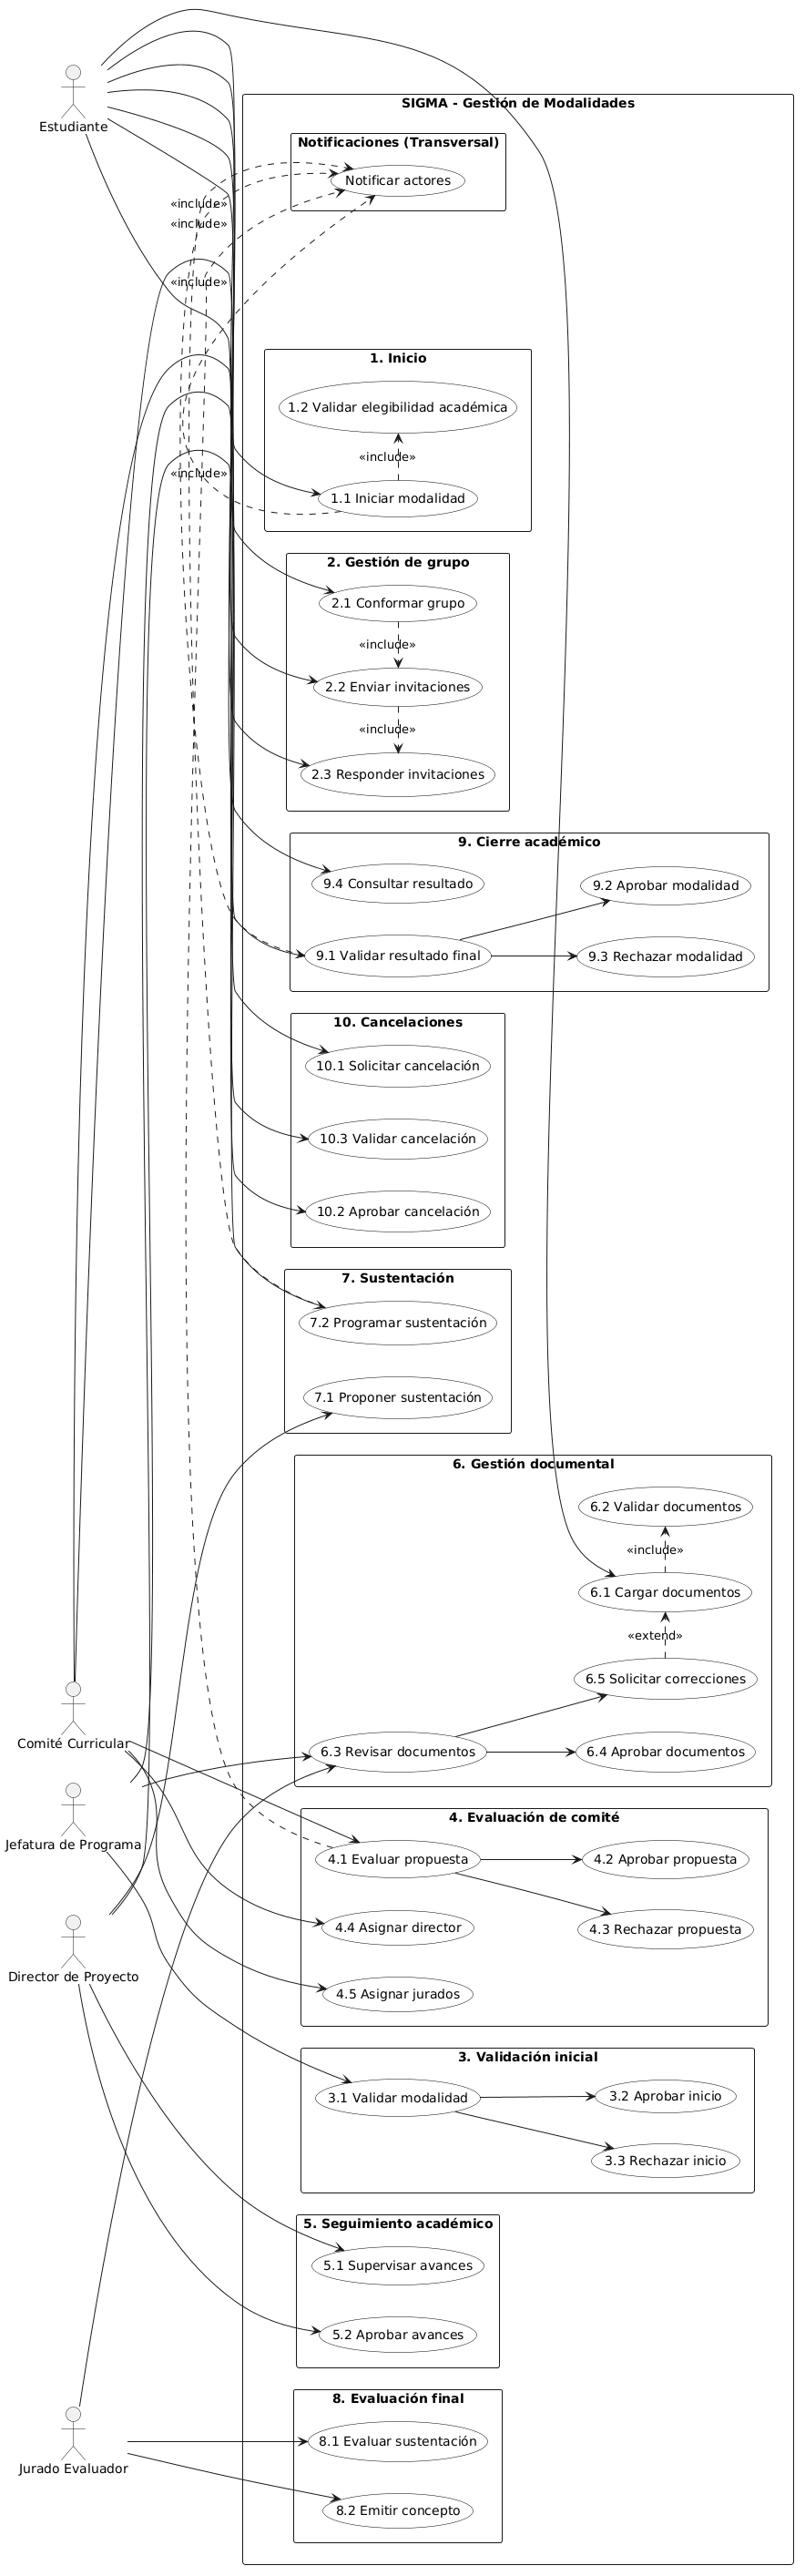 SIGMA - Gestión de Modalidades
Estudiante
Notificaciones (Transversal)
Notificar actores
«include»
«include»
«include»
«include»
1. Inicio
1.2 Validar elegibilidad académica
«include»
1.1 Iniciar modalidad
2. Gestión de grupo
2.1 Conformar grupo
«include»
2.2 Enviar invitaciones
«include»
2.3 Responder invitaciones
9. Cierre académico
9.4 Consultar resultado
9.2 Aprobar modalidad
9.1 Validar resultado final
9.3 Rechazar modalidad
10. Cancelaciones
10.1 Solicitar cancelación
10.3 Validar cancelación
10.2 Aprobar cancelación
7. Sustentación
7.2 Programar sustentación
7.1 Proponer sustentación
6. Gestión documental
6.2 Validar documentos
«include»
6.1 Cargar documentos
«extend»
6.5 Solicitar correcciones
6.3 Revisar documentos
6.4 Aprobar documentos
Comité Curricular
Jefatura de Programa
Director de Proyecto
4. Evaluación de comité
4.1 Evaluar propuesta
4.2 Aprobar propuesta
4.4 Asignar director
4.3 Rechazar propuesta
4.5 Asignar jurados
3. Validación inicial
3.1 Validar modalidad
3.2 Aprobar inicio
3.3 Rechazar inicio
5. Seguimiento académico
5.1 Supervisar avances
5.2 Aprobar avances
8. Evaluación final
8.1 Evaluar sustentación
Jurado Evaluador
8.2 Emitir concepto